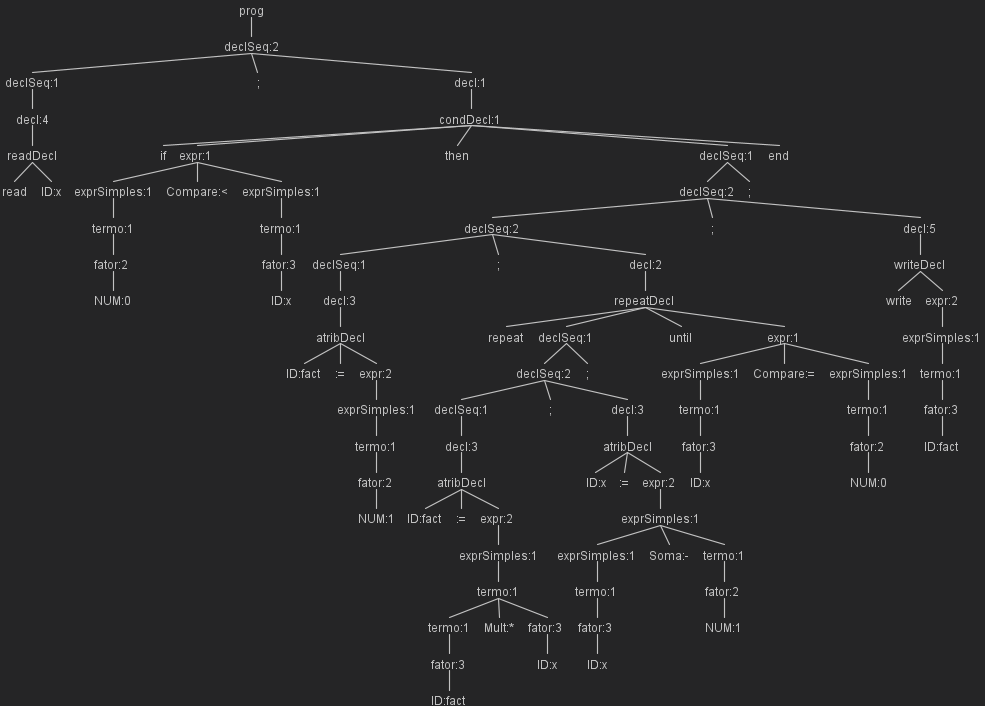 prog
declSeq:2
declSeq:1 ; decl:1
decl:4 condDecl:1
readDecl if expr:1 then declSeq:1 end
read ID:x exprSimples:1 Compare:< exprSimples:1 declSeq:2 ;
termo:1 termo:1 declSeq:2 ; decl:5
fator:2 fator:3 declSeq:1 ; decl:2 writeDecl
NUM:0 ID:x decl:3 repeatDecl write expr:2
atribDecl repeat declSeq:1 until expr:1 exprSimples:1
ID:fact := expr:2 declSeq:2 ; exprSimples:1 Compare:= exprSimples:1 termo:1
exprSimples:1 declSeq:1 ; decl:3 termo:1 termo:1 fator:3
termo:1 decl:3 atribDecl fator:3 fator:2 ID:fact
fator:2 atribDecl ID:x := expr:2 ID:x NUM:0
NUM:1 ID:fact := expr:2 exprSimples:1
exprSimples:1 exprSimples:1 Soma:- termo:1
termo:1 termo:1 fator:2
termo:1 Mult:* fator:3 fator:3 NUM:1
fator:3 ID:x ID:x
ID:fact